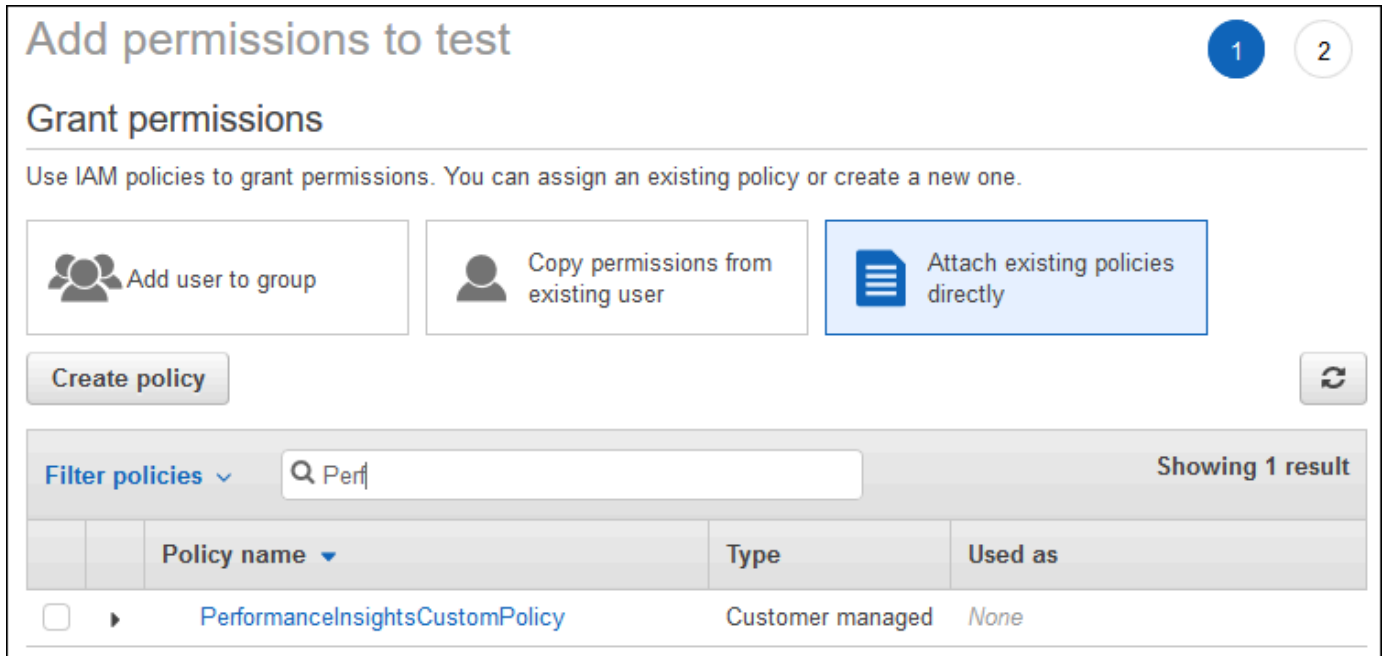 Add permissions to test
1 2
Grant permissions
Use IAM policies to grant permissions. You can assign an existing policy or create a new one.
Add user to group
Copy permissions from
existing user
Attach existing policies
directly
Create policy
Filter policies
Perf
Showing 1 result
Policy name Type Used as
PerformanceInsightsCustomPolicy Customer managed None